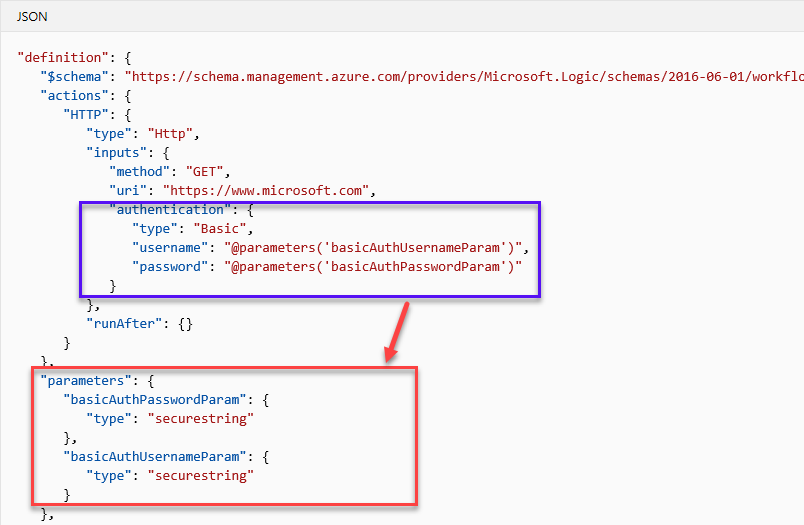 JSON
"definition": {
"$schema": "https://schema.management.azure.com/providers/Microsoft.Logic/schemas/2016-06-01/workflo
"actions": {
"HTTP": {
"type": "Http",
"inputs": {
"method": "GET",
"uri": "https://www.microsoft.com",
"authentication": {
"type": "Basic",
"username": "@parameters('basicAuthUsernameParam')",
"password": "@parameters('basicAuthPasswordParam')"
}
},
"runAfter": {}
}
},
"parameters": {
"basicAuthPasswordParam": {
"type": "securestring"
},
"basicAuthUsernameParam": {
"type": "securestring"
}
},